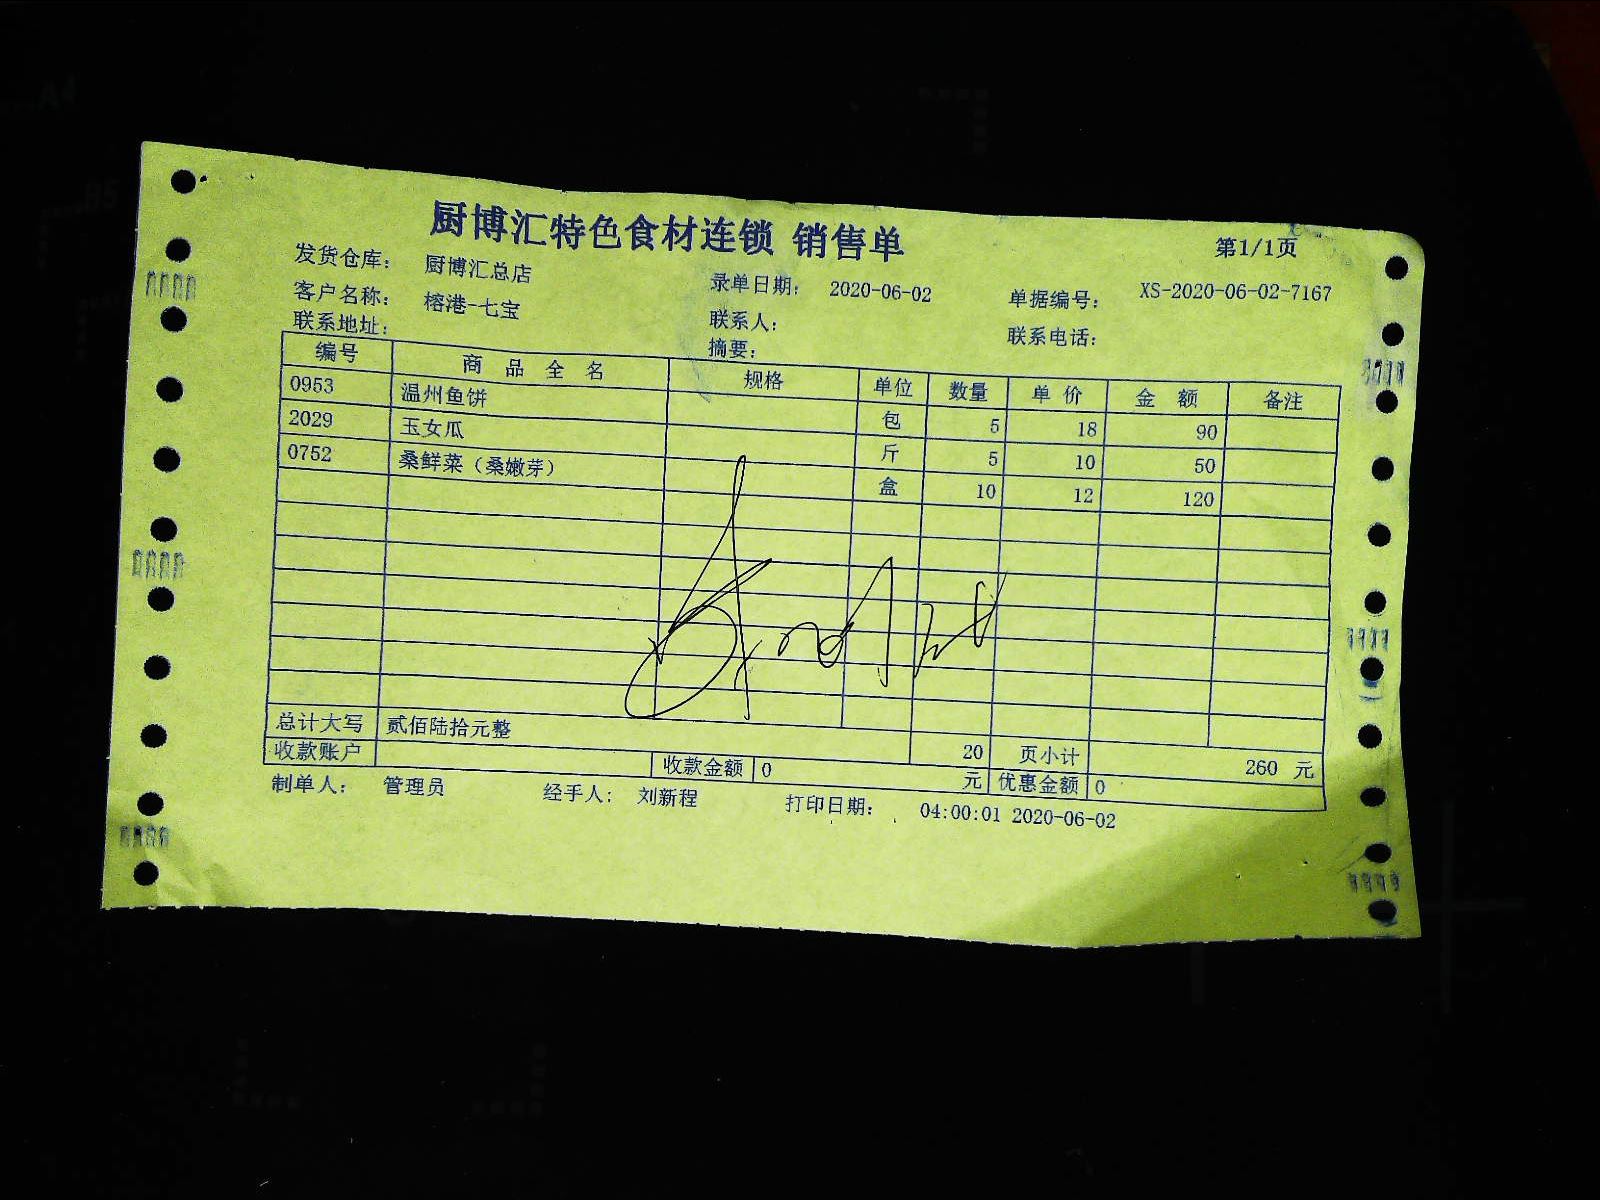 厨博汇特色食材连锁 销售单
第1/1页
发货仓库： 厨博汇总店 录单日期： 2020-06-02 单据编号： XS-2020-06-02-7167
客户名称： 榕港-七宝 联系人： 联系电话：
联系地址： 摘要：
编号 商品全名 规格 单位 数量 单价 金额 备注
0953 温州鱼饼 包 5 18 90
2029 玉女瓜 斤 5 10 50
0752 桑鲜菜（桑嫩芽） 盒 10 12 120
总计大写 贰佰陆拾元整 20 页小计 260 元
收款账户 收款金额 0 元 优惠金额 0
制单人： 管理员 经手人： 刘新程 打印日期： 04:00:01 2020-06-02